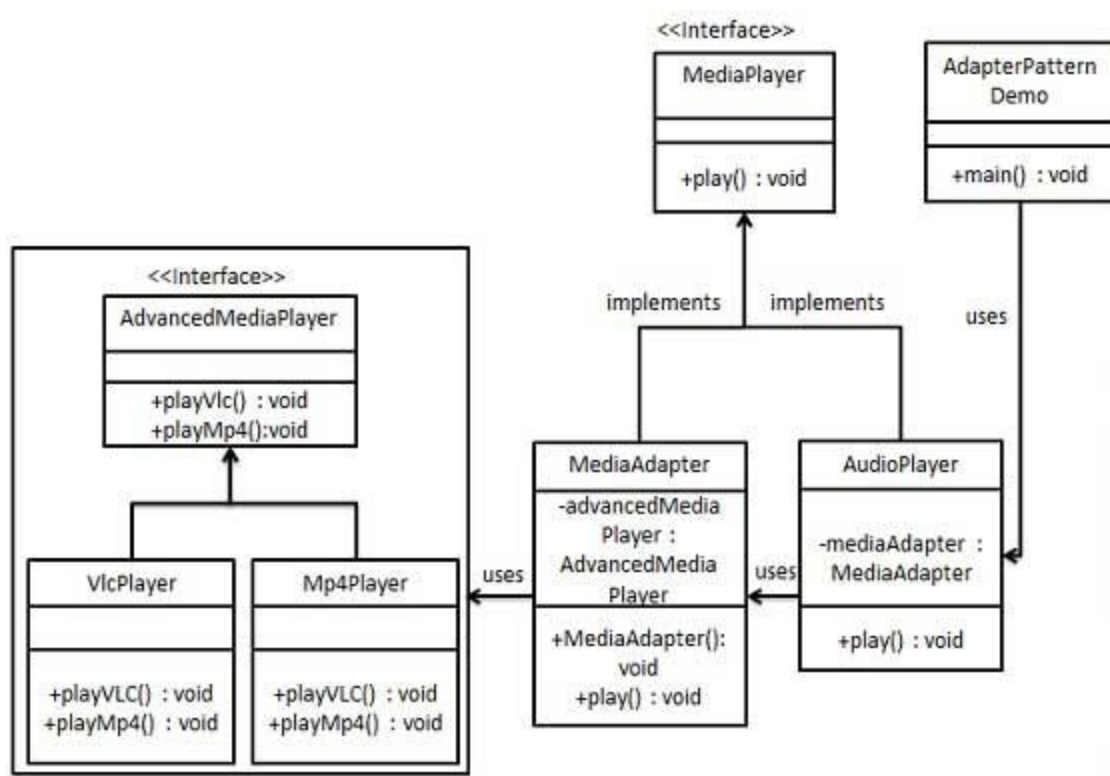 <<Interface>>
MediaPlayer
+play() : void
AdapterPattern
Demo
+main() : void
implements
implements
uses
<<Interface>>
AdvancedMediaPlayer
+playVlc() : void
+playMp4():void
VlcPlayer
+playVLC() : void
+playMp4() : void
Mp4Player
+playVLC() : void
+playMp4() : void
uses
MediaAdapter
-advancedMedia
Player :
AdvancedMedia
Player
+MediaAdapter():
void
+play() : void
uses
AudioPlayer
-mediaAdapter :
MediaAdapter
+play() : void